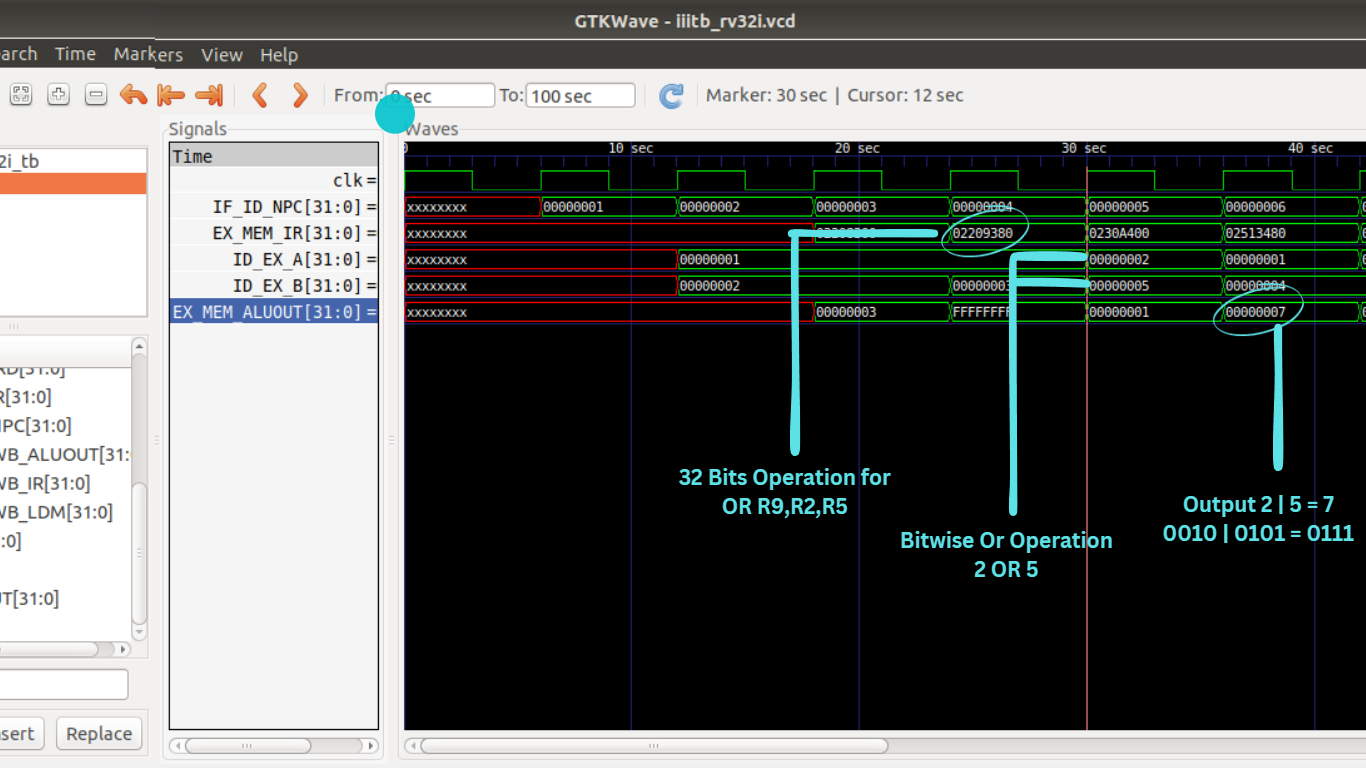 GTKWave - iiitb_rv32i.vcd
earch Time Markers View Help
From: 0 sec To: 100 sec Marker: 30 sec | Cursor: 12 sec
Signals Waves
2i_tb
Time 0 10 sec 20 sec 30 sec 40 sec
clk=
IF_ID_NPC[31:0] = xxxxxxxx 00000001 00000002 00000003 00000004 00000005 00000006
EX_MEM_IR[31:0] = xxxxxxxx 02209380 0230A400 02513480
ID_EX_A[31:0] = xxxxxxxx 00000001 00000002 00000001
ID_EX_B[31:0] = xxxxxxxx 00000002 00000003 00000005 00000004
EX_MEM_ALUOUT[31:0] = xxxxxxxx 00000003 FFFFFFFF 00000001 00000007
RD[31:0]
R[31:0]
NPC[31:0]
WB_ALUOUT[31:
WB_IR[31:0]
WB_LDM[31:0]
:0]
UT[31:0]
32 Bits Operation for
OR R9,R2,R5
Bitwise Or Operation
2 OR 5
Output 2 | 5 = 7
0010 | 0101 = 0111
nsert Replace